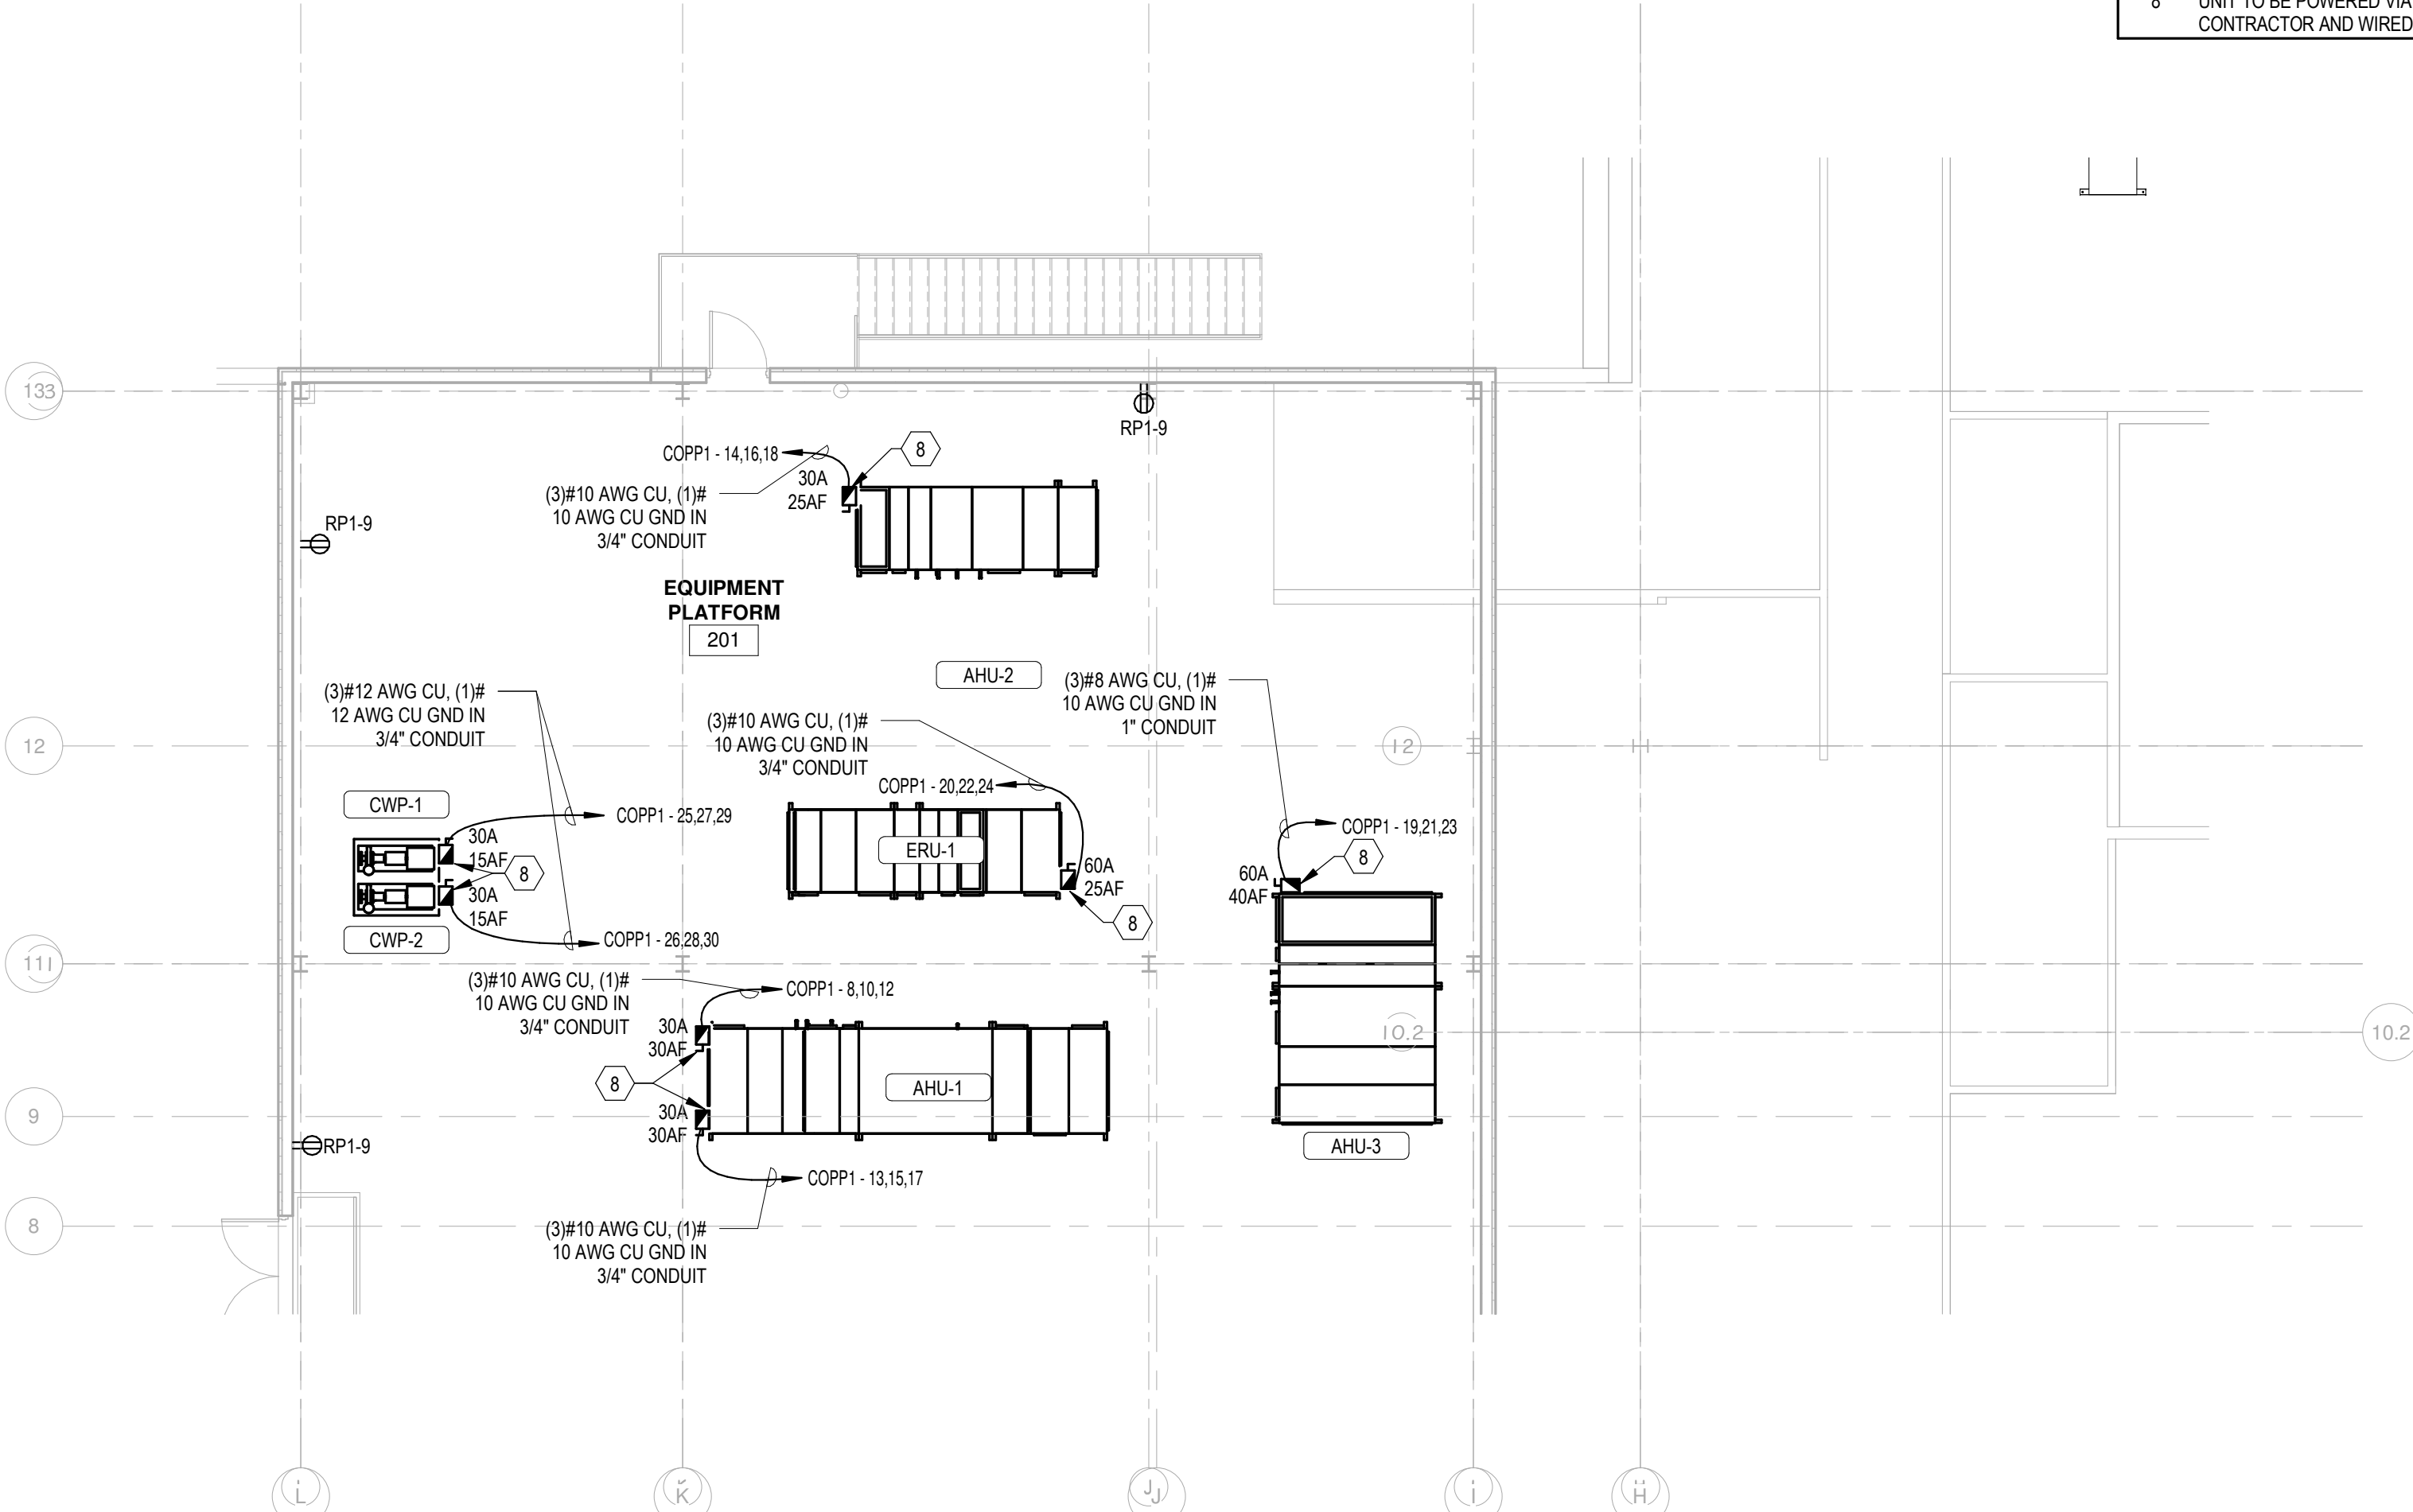 UNIT TO BE POWERED VIA
CONTRACTOR AND WIRED
133
RP1-9
COPP1 - 14,16,18
8
30A
25AF
(3)#10 AWG CU, (1)#
10 AWG CU GND IN
3/4" CONDUIT
RP1-9
EQUIPMENT
PLATFORM
201
AHU-2
(3)#12 AWG CU, (1)#
12 AWG CU GND IN
3/4" CONDUIT
(3)#10 AWG CU, (1)#
10 AWG CU GND IN
3/4" CONDUIT
(3)#8 AWG CU, (1)#
10 AWG CU GND IN
1" CONDUIT
12
12
COPP1 - 20,22,24
CWP-1
COPP1 - 25,27,29
COPP1 - 19,21,23
30A
15AF
8
30A
15AF
ERU-1
60A
25AF
8
8
60A
40AF
CWP-2
COPP1 - 26,28,30
111
(3)#10 AWG CU, (1)#
10 AWG CU GND IN
3/4" CONDUIT
COPP1 - 8,10,12
30A
30AF
10.2
10.2
8
AHU-1
30A
30AF
9
RP1-9
AHU-3
COPP1 - 13,15,17
8
(3)#10 AWG CU, (1)#
10 AWG CU GND IN
3/4" CONDUIT
L
K
J
J
I
H